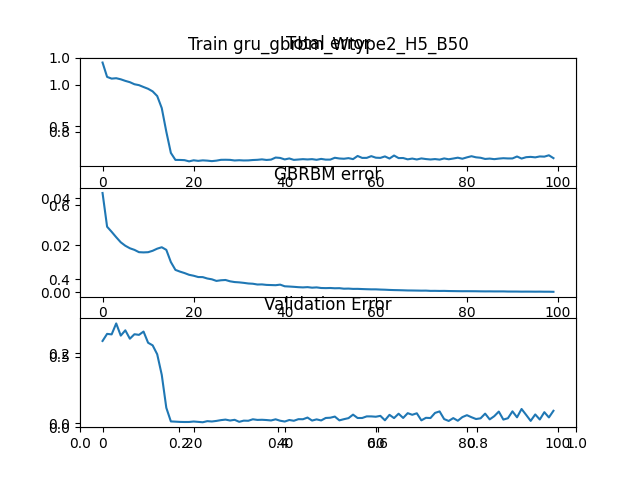 Total error
Train gru_gbrbm_Wtype2_H5_B50
1.0
1.0
0.5
0.8
0 20 40 60 80 100
GBRBM error
0.04
0.6
0.02
0.4
0.00
0 20 40 60 80 100
Validation Error
0.2
0.5
0.0
0.0
0 20 40 60 80 100
0.0 0.2 0.4 0.6 0.8 1.0